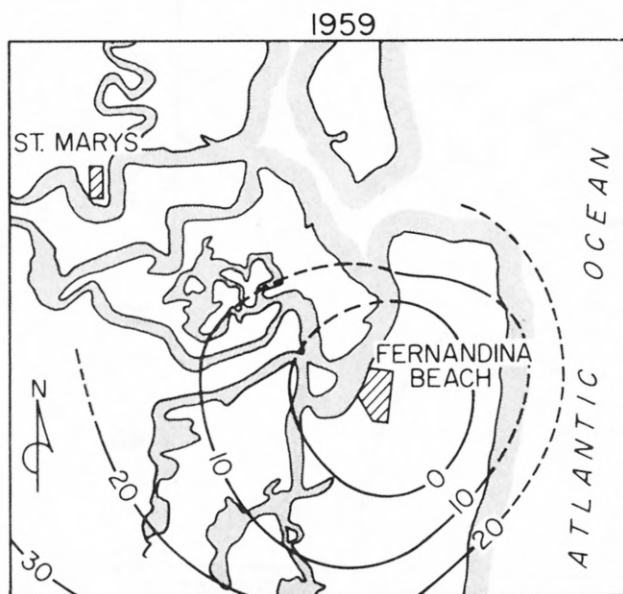 1959
ST. MARYS
ATLANTIC OCEAN
FERNANDINA
BEACH
N
0
10
10
20
20
30